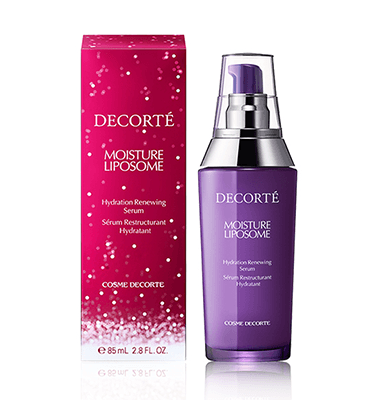 DECORTÉ
MOISTURE
LIPOSOME
Hydration Renewing
Serum
Sérum Restructurant
Hydratant
COSME DECORTE
℮ 85 mL 2.8 FL. OZ.
DECORTÉ
MOISTURE
LIPOSOME
Hydration Renewing
Serum
Sérum Restructurant
Hydratant
COSME DECORTE